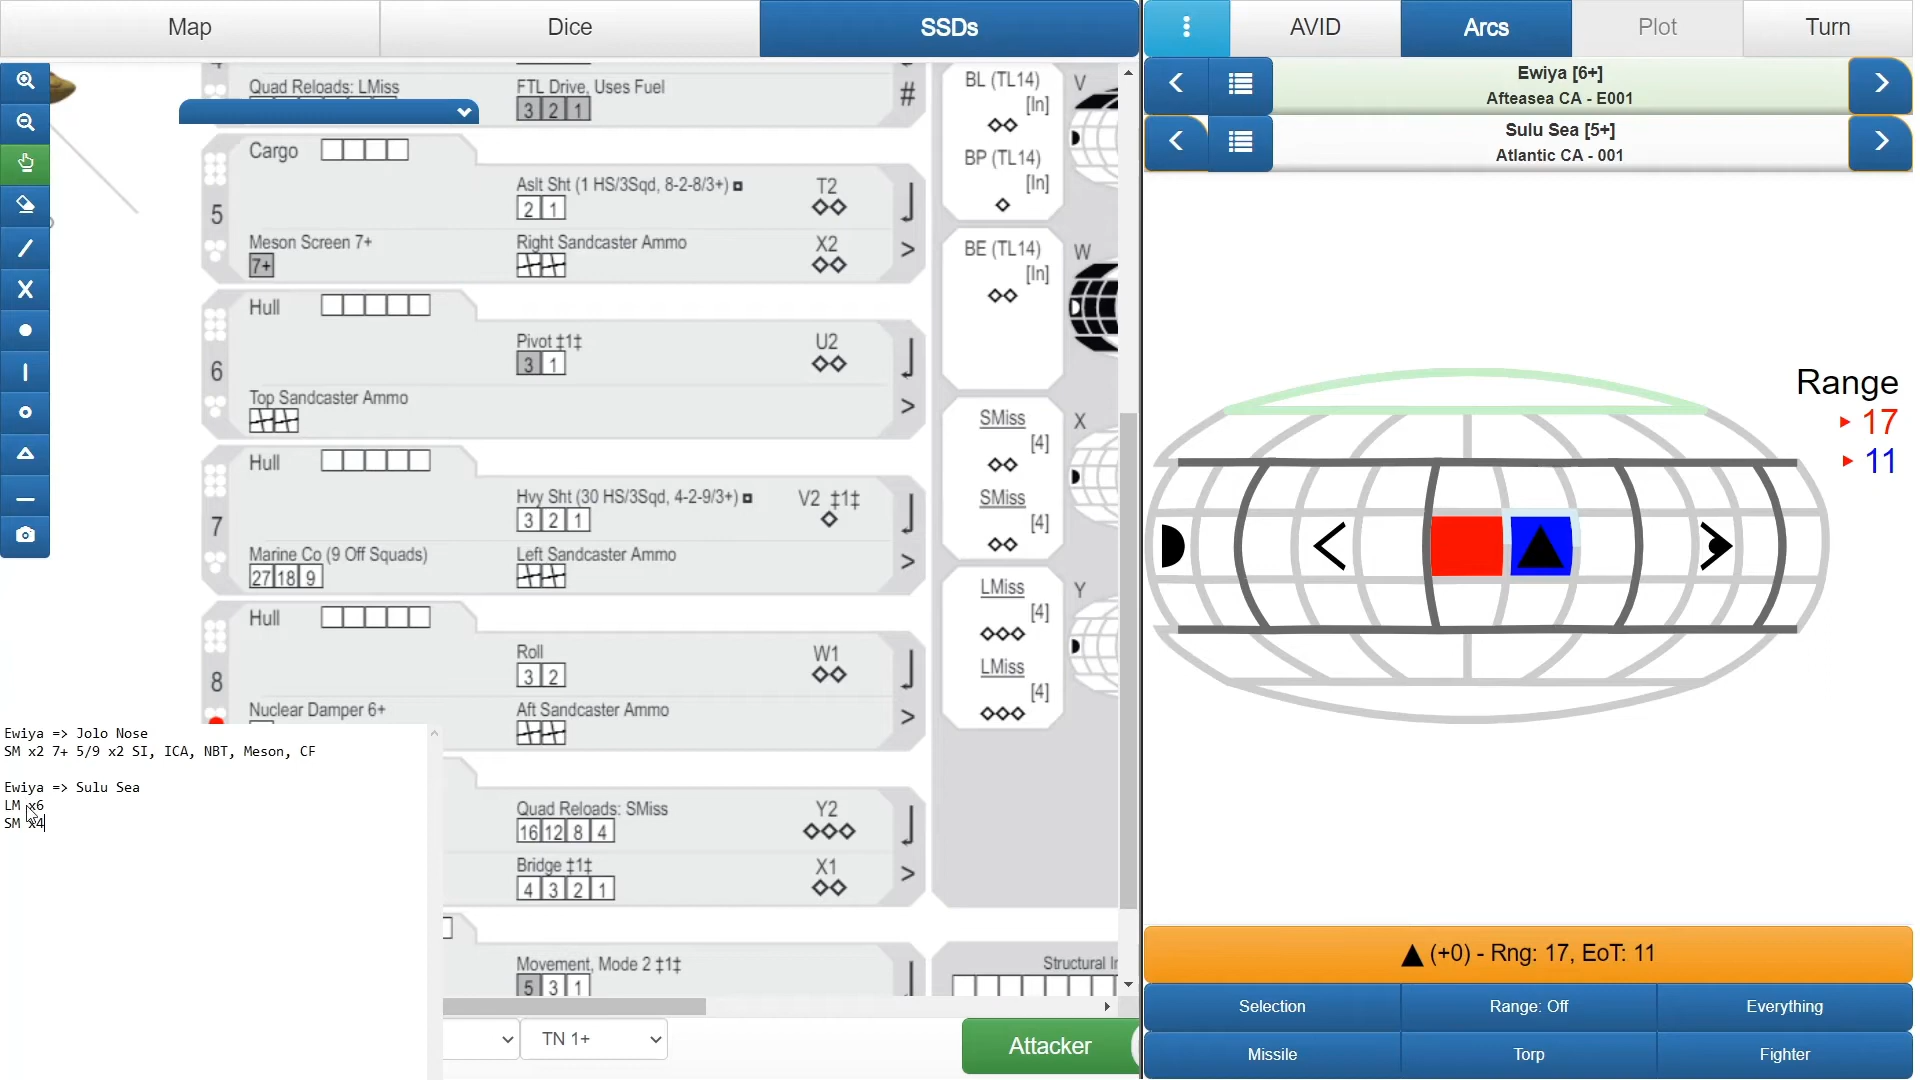 Map
Dice
SSDs
AVID
Arcs
Plot
Turn
Ewiya [6+]
Afteasea CA - E001
Sulu Sea [5+]
Atlantic CA - 001
Quad Reloads: LMiss
FTL Drive, Uses Fuel
3 2 1
#
Cargo
5
Aslt Sht (1 HS/3Sqd, 8-2-8/3+)
2 1
T2
Meson Screen 7+
7+
Right Sandcaster Ammo
X2
>
Hull
6
Pivot ‡1‡
3 1
U2
Top Sandcaster Ammo
>
Hull
7
Hvy Sht (30 HS/3Sqd, 4-2-9/3+)
3 2 1
V2 ‡1‡
Marine Co (9 Off Squads)
27 18 9
Left Sandcaster Ammo
>
Hull
8
Roll
3 2
W1
Nuclear Damper 6+
Aft Sandcaster Ammo
>
Quad Reloads: SMiss
16 12 8 4
Y2
Bridge ‡1‡
4 3 2 1
X1
>
Movement, Mode 2 ‡1‡
5 3 1
BL (TL14)
[In]
BP (TL14)
[In]
V
BE (TL14)
[In]
W
SMiss
[4]
SMiss
[4]
X
LMiss
[4]
LMiss
[4]
Y
Structural
Ewiya => Jolo Nose
SM x2 7+ 5/9 x2 SI, ICA, NBT, Meson, CF
Ewiya => Sulu Sea
LM x6
SM x4
TN 1+
Attacker
Range
17
11
(+0) - Rng: 17, EoT: 11
Selection
Range: Off
Everything
Missile
Torp
Fighter